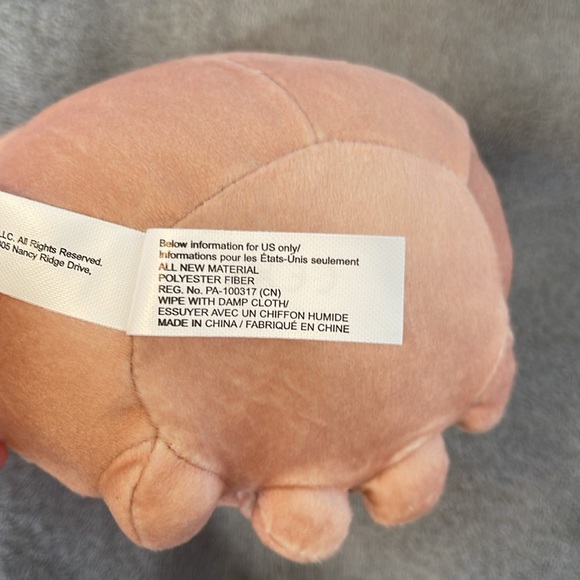 LLC. All Rights Reserved.
Nancy Ridge Drive,
Below information for US only/
Informations pour les États-Unis seulement
ALL NEW MATERIAL
POLYESTER FIBER
REG. No. PA-100317 (CN)
WIPE WITH DAMP CLOTH/
ESSUYER AVEC UN CHIFFON HUMIDE
MADE IN CHINA / FABRIQUÉ EN CHINE